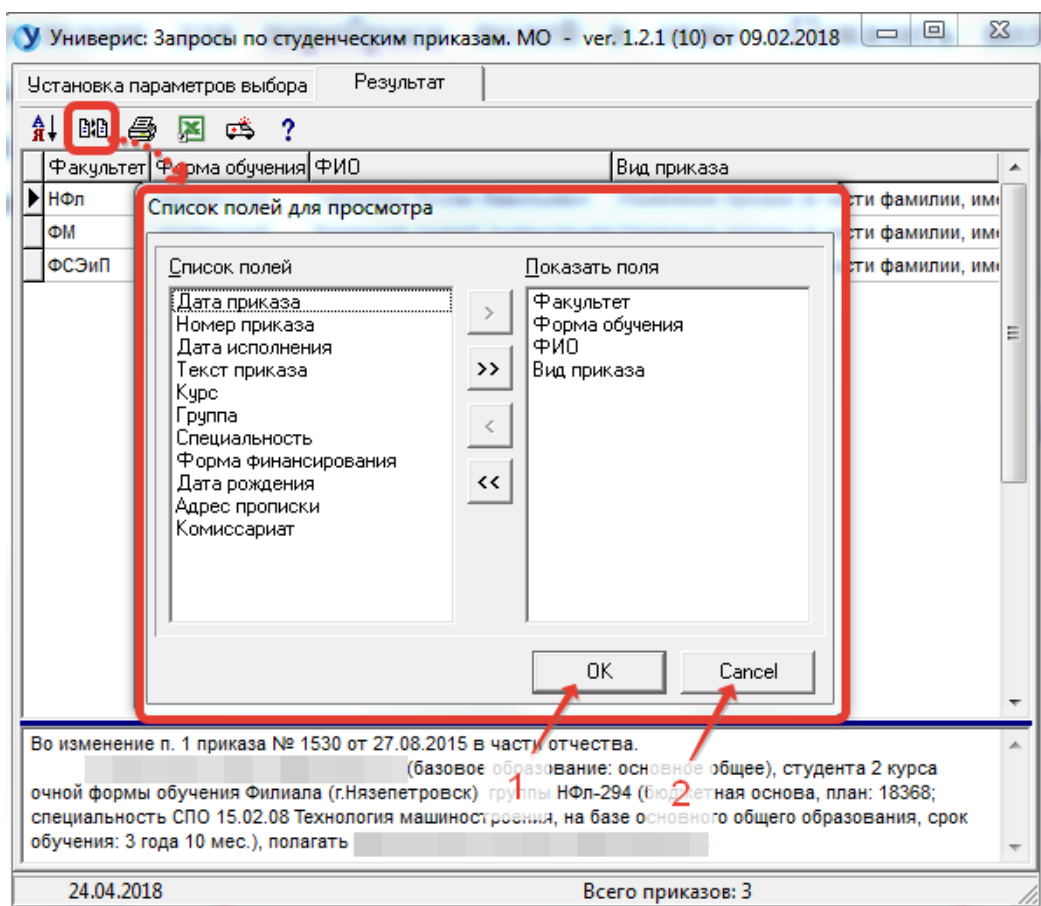 Универис: Запросы по студенческим приказам. МО - ver. 1.2.1 (10) от 09.02.2018
Установка параметров выбора Результат
Факультет Форма обучения ФИО Вид приказа
НФл
сти фамилии, им
ФМ
сти фамилии, им
ФСЭиП
сти фамилии, им
Список полей для просмотра
Список полей
Дата приказа
Номер приказа
Дата исполнения
Текст приказа
Курс
Группа
Специальность
Форма финансирования
Дата рождения
Адрес прописки
Комиссариат
>
>>
<
<<
Показать поля
Факультет
Форма обучения
ФИО
Вид приказа
OK Cancel
1 2
Во изменение п. 1 приказа № 1530 от 27.08.2015 в части отчества.
(базовое образование: основное общее), студента 2 курса
очной формы обучения Филиала (г.Нязепетровск) группы НФл-294 (бюджетная основа, план: 18368;
специальность СПО 15.02.08 Технология машиностроения, на базе основного общего образования, срок
обучения: 3 года 10 мес.), полагать
24.04.2018 Всего приказов: 3